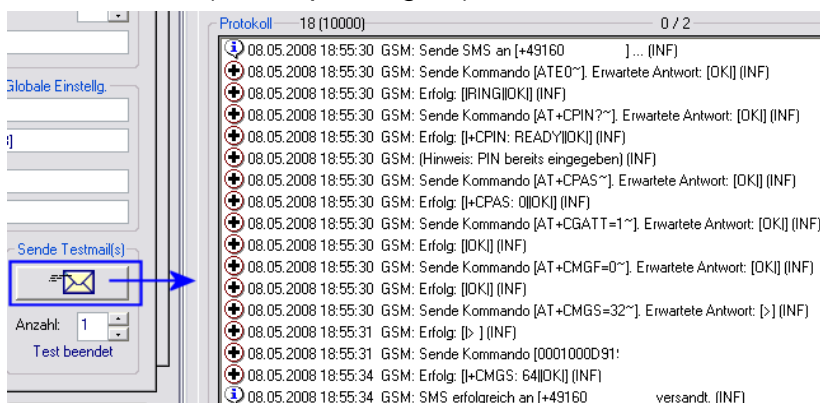 Protokoll 18 (10000) 0 / 2
08.05.2008 18:55:30 GSM: Sende SMS an [+49160 ] ... (INF)
08.05.2008 18:55:30 GSM: Sende Kommando [ATE0~]. Erwartete Antwort: [OK|] (INF)
08.05.2008 18:55:30 GSM: Erfolg: [|RING||OK|] (INF)
08.05.2008 18:55:30 GSM: Sende Kommando [AT+CPIN?~]. Erwartete Antwort: [OK|] (INF)
08.05.2008 18:55:30 GSM: Erfolg: [|+CPIN: READY||OK|] (INF)
08.05.2008 18:55:30 GSM: (Hinweis: PIN bereits eingegeben) (INF)
08.05.2008 18:55:30 GSM: Sende Kommando [AT+CPAS~]. Erwartete Antwort: [OK|] (INF)
08.05.2008 18:55:30 GSM: Erfolg: [|+CPAS: 0||OK|] (INF)
08.05.2008 18:55:30 GSM: Sende Kommando [AT+CGATT=1~]. Erwartete Antwort: [OK|] (INF)
08.05.2008 18:55:30 GSM: Erfolg: [|OK|] (INF)
08.05.2008 18:55:30 GSM: Sende Kommando [AT+CMGF=0~]. Erwartete Antwort: [OK|] (INF)
08.05.2008 18:55:30 GSM: Erfolg: [|OK|] (INF)
08.05.2008 18:55:30 GSM: Sende Kommando [AT+CMGS=32~]. Erwartete Antwort: [>] (INF)
08.05.2008 18:55:31 GSM: Erfolg: [|> ] (INF)
08.05.2008 18:55:31 GSM: Sende Kommando [0001000D91
08.05.2008 18:55:34 GSM: Erfolg: [|+CMGS: 64||OK|] (INF)
08.05.2008 18:55:34 GSM: SMS erfolgreich an [+49160 versandt. (INF)
Globale Einstellg.
Sende Testmail(s)
Anzahl: 1
Test beendet